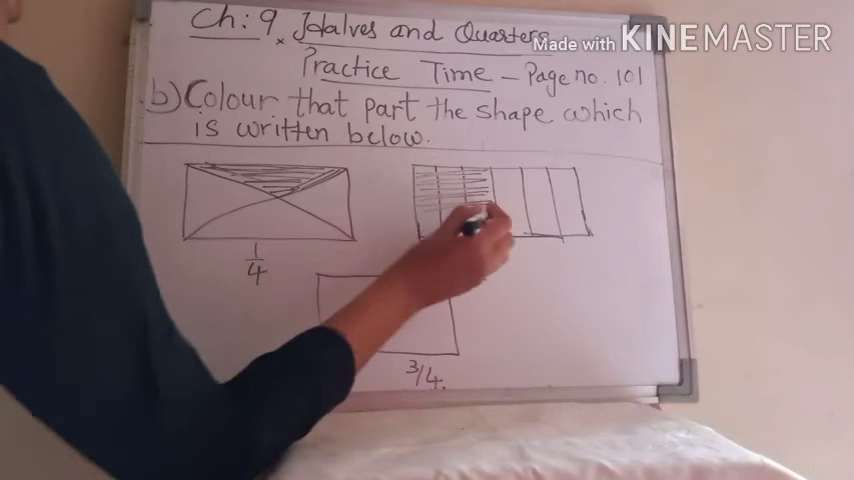 Ch: 9 Halves and Quarters
Made with KINEMASTER
Practice Time - Page no. 101
b) Colour that part the shape which
is written below.
1/4
3/4.